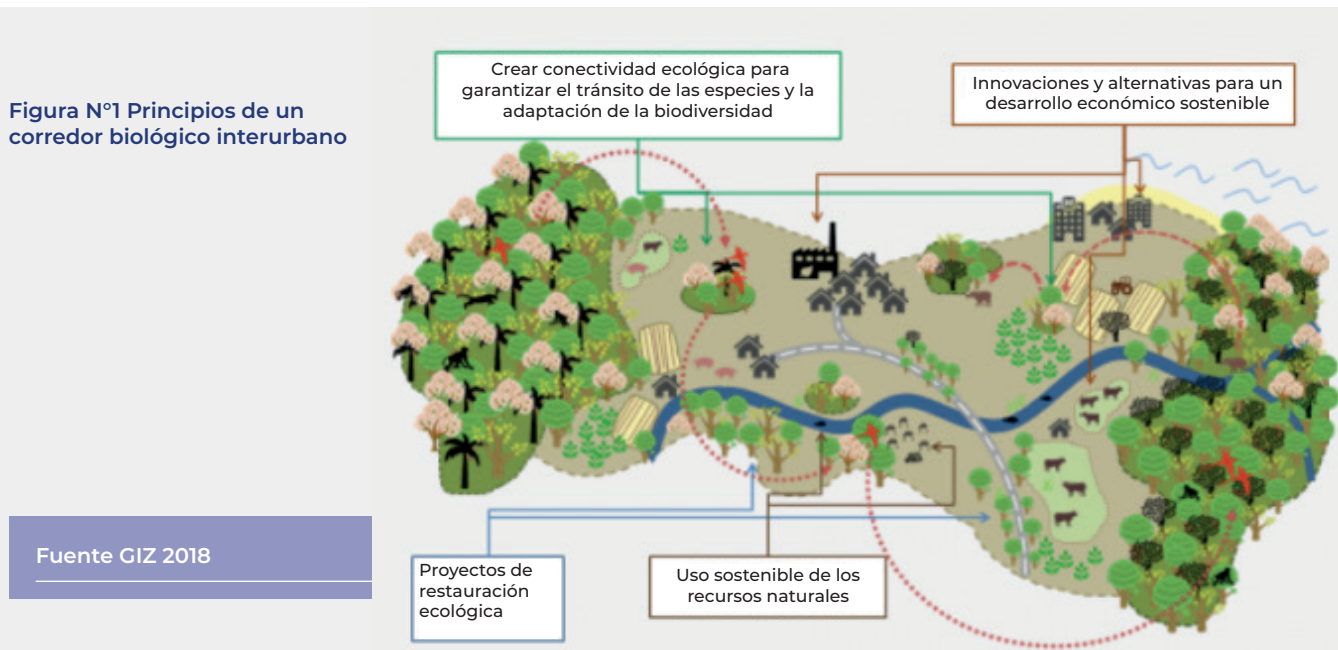 Figura N°1 Principios de un
corredor biológico interurbano
Crear conectividad ecológica para
garantizar el tránsito de las especies y la
adaptación de la biodiversidad
Innovaciones y alternativas para un
desarrollo económico sostenible
Fuente GIZ 2018
Proyectos de
restauración
ecológica
Uso sostenible de los
recursos naturales